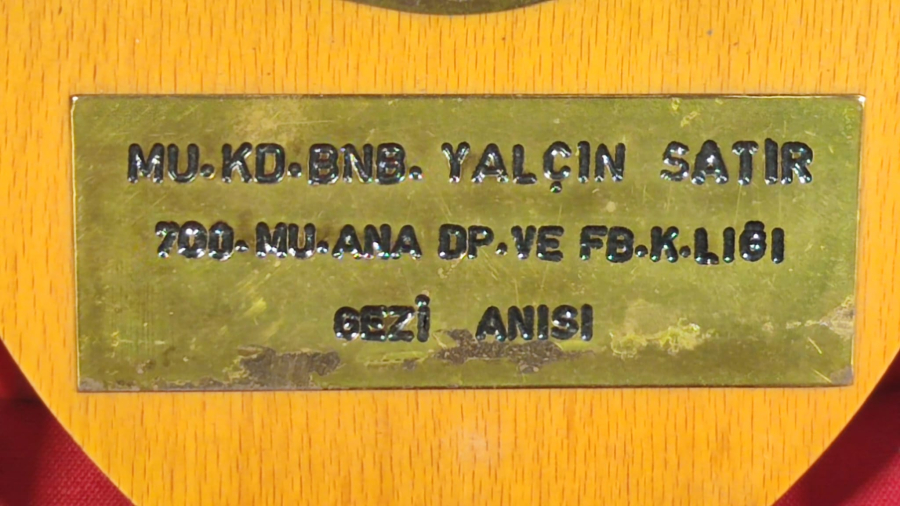 MU.KD.BNB. YALÇIN SATIR
700.MU.ANA DP.VE FB.K.LIĞI
GEZİ ANISI